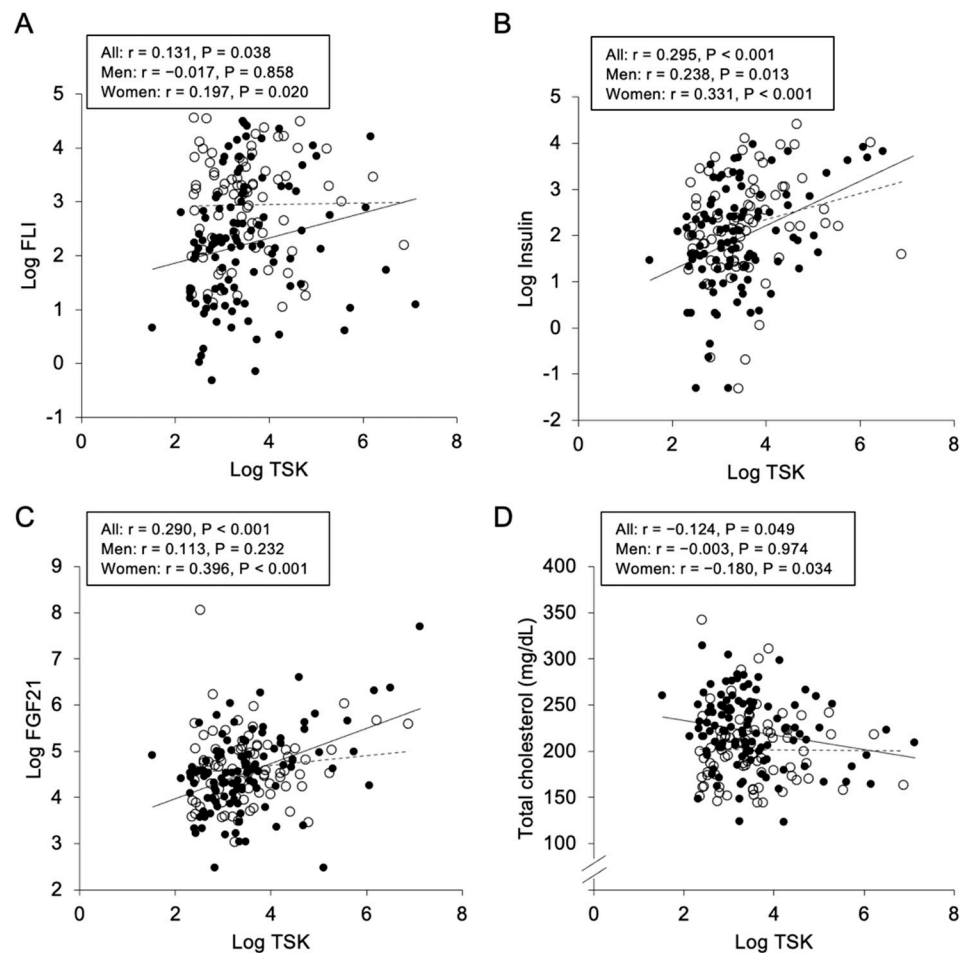 A
All: r = 0.131, P = 0.038
Men: r = −0.017, P = 0.858
Women: r = 0.197, P = 0.020
5
4
3
2
1
0
-1
Log FLI
0
2
4
6
8
Log TSK
B
All: r = 0.295, P < 0.001
Men: r = 0.238, P = 0.013
Women: r = 0.331, P < 0.001
5
4
3
2
1
0
-1
-2
Log Insulin
0
2
4
6
8
Log TSK
C
All: r = 0.290, P < 0.001
Men: r = 0.113, P = 0.232
Women: r = 0.396, P < 0.001
9
8
7
6
5
4
3
2
Log FGF21
0
2
4
6
8
Log TSK
D
All: r = −0.124, P = 0.049
Men: r = −0.003, P = 0.974
Women: r = −0.180, P = 0.034
400
350
300
250
200
150
100
Total cholesterol (mg/dL)
0
2
4
6
8
Log TSK